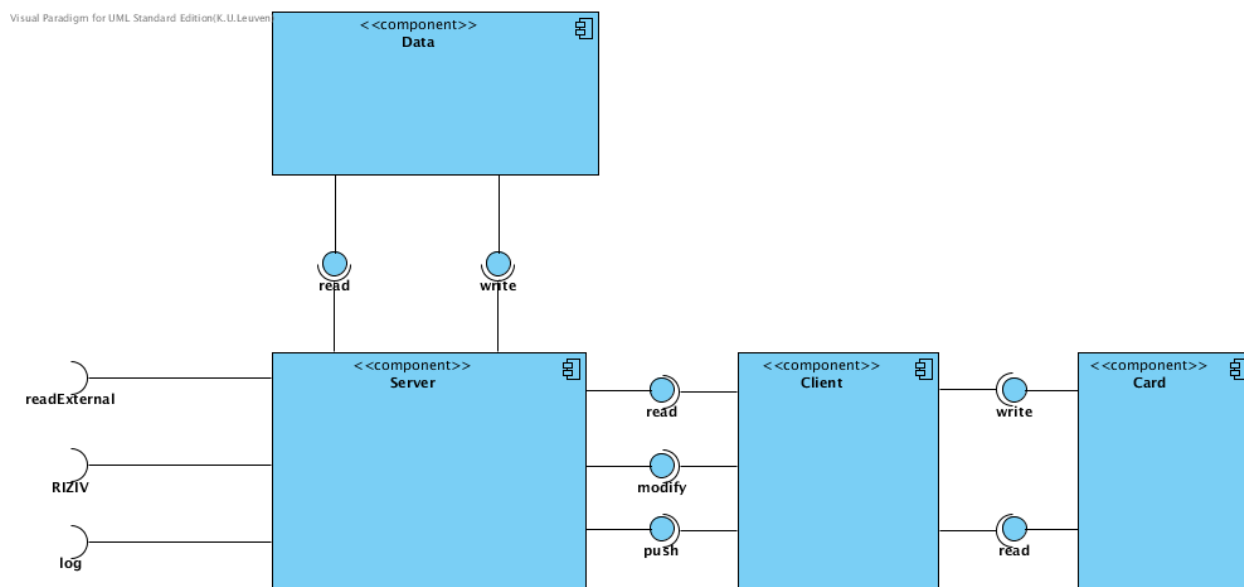 Visual Paradigm for UML Standard Edition(K.U.Leuven)
<<component>>
Data
read
write
<<component>>
Server
<<component>>
Client
<<component>>
Card
readExternal
read
write
RIZIV
modify
log
push
read